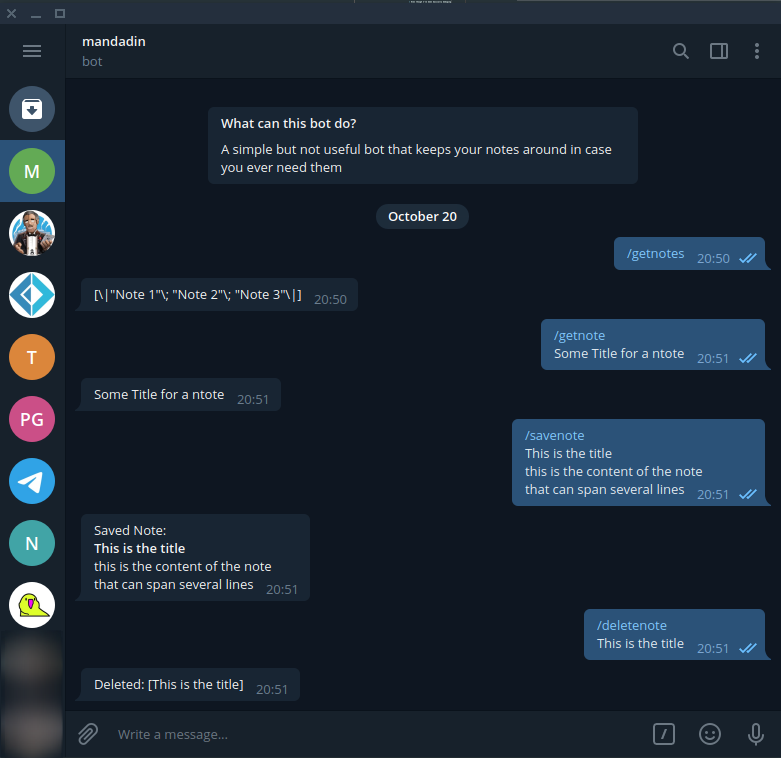 mandadin
bot
What can this bot do?
A simple but not useful bot that keeps your notes around in case
you ever need them
October 20
/getnotes 20:50
[\|"Note 1"\; "Note 2"\; "Note 3"\|] 20:50
/getnote
Some Title for a ntote 20:51
Some Title for a ntote 20:51
/savenote
This is the title
this is the content of the note
that can span several lines 20:51
Saved Note:
This is the title
this is the content of the note
that can span several lines 20:51
/deletenote
This is the title 20:51
Deleted: [This is the title] 20:51
M
T
PG
N
Write a message...